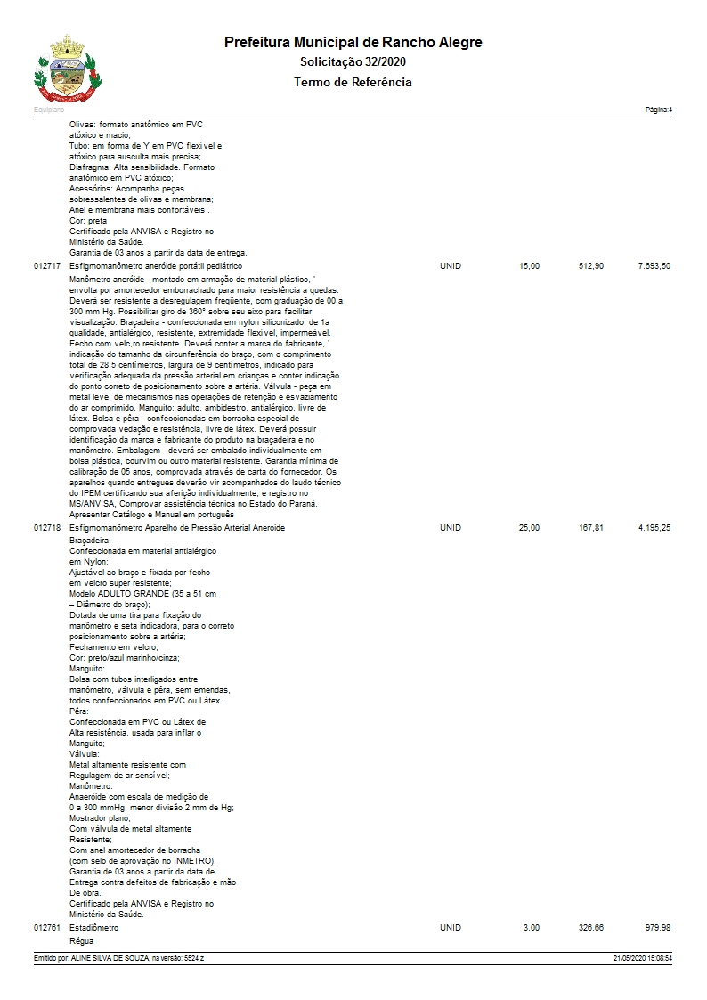 Prefeitura Municipal de Rancho Alegre
Solicitação 32/2020
Termo de Referência
Equiplano Página:4
Olivas: formato anatômico em PVC
atóxico e macio;
Tubo: em forma de Y em PVC flexível e
atóxico para ausculta mais precisa;
Diafragma: Alta sensibilidade. Formato
anatômico em PVC atóxico;
Acessórios: Acompanha peças
sobressalentes de olivas e membrana;
Anel e membrana mais confortáveis .
Cor: preta
Certificado pela ANVISA e Registro no
Ministério da Saúde.
Garantia de 03 anos a partir da data de entrega.
012717 Esfigmomanômetro aneróide portátil pediátrico UNID 15,00 512,90 7.693,50
Manômetro aneróide - montado em armação de material plástico, '
envolta por amortecedor emborrachado para maior resistência a quedas.
Deverá ser resistente a desregulagem freqüente, com graduação de 00 a
300 mm Hg. Possibilitar giro de 360° sobre seu eixo para facilitar
visualização. Braçadeira - confeccionada em nylon siliconizado, de 1a
qualidade, antialérgico, resistente, extremidade flexível, impermeável.
Fecho com velc,ro resistente. Deverá conter a marca do fabricante, '
indicação do tamanho da circunferência do braço, com o comprimento
total de 28,5 centímetros, largura de 9 centímetros, indicado para
verificação adequada da pressão arterial em crianças e conter indicação
do ponto correto de posicionamento sobre a artéria. Válvula - peça em
metal leve, de mecanismos nas operações de retenção e esvaziamento
do ar comprimido. Manguito: adulto, ambidestro, antialérgico, livre de
látex. Bolsa e pêra - confeccionadas em borracha especial de
comprovada vedação e resistência, livre de látex. Deverá possuir
identificação da marca e fabricante do produto na braçadeira e no
manômetro. Embalagem - deverá ser embalado individualmente em
bolsa plástica, courvim ou outro material resistente. Garantia mínima de
calibração de 05 anos, comprovada através de carta do fornecedor. Os
aparelhos quando entregues deverão vir acompanhados do laudo técnico
do IPEM certificando sua aferição individualmente, e registro no
MS/ANVISA, Comprovar assistência técnica no Estado do Paraná.
Apresentar Catálogo e Manual em português
012718 Esfigmomanômetro Aparelho de Pressão Arterial Aneroide UNID 25,00 167,81 4.195,25
Braçadeira:
Confeccionada em material antialérgico
em Nylon;
Ajustável ao braço e fixada por fecho
em velcro super resistente;
Modelo ADULTO GRANDE (35 a 51 cm
– Diâmetro do braço);
Dotada de uma tira para fixação do
manômetro e seta indicadora, para o correto
posicionamento sobre a artéria;
Fechamento em velcro;
Cor: preto/azul marinho/cinza;
Manguito:
Bolsa com tubos interligados entre
manômetro, válvula e pêra, sem emendas,
todos confeccionados em PVC ou Látex.
Pêra:
Confeccionada em PVC ou Látex de
Alta resistência, usada para inflar o
Manguito;
Válvula:
Metal altamente resistente com
Regulagem de ar sensível;
Manômetro:
Anaeróide com escala de medição de
0 a 300 mmHg, menor divisão 2 mm de Hg;
Mostrador plano;
Com válvula de metal altamente
Resistente;
Com anel amortecedor de borracha
(com selo de aprovação no INMETRO).
Garantia de 03 anos a partir da data de
Entrega contra defeitos de fabricação e mão
De obra.
Certificado pela ANVISA e Registro no
Ministério da Saúde.
012761 Estadiômetro UNID 3,00 326,66 979,98
Régua
Emitido por: ALINE SILVA DE SOUZA, na versão: 5524 z 21/05/2020 15:08:54